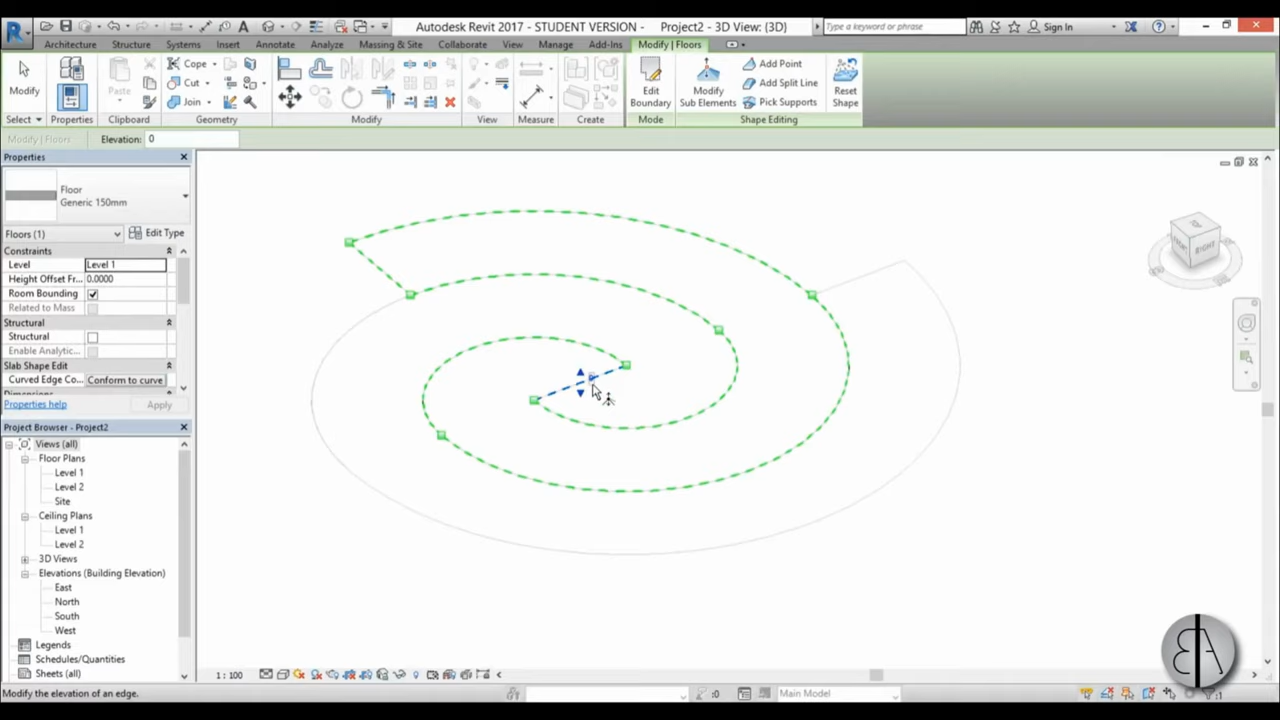 Autodesk Revit 2017 - STUDENT VERSION - Project2 - 3D View: {3D}
Type a keyword or phrase
Sign In
Architecture Structure Systems Insert Annotate Analyze Massing & Site Collaborate View Manage Add-Ins Modify | Floors
Modify
Paste
Cope
Cut
Join
Edit
Boundary
Modify
Sub Elements
Add Point
Add Split Line
Pick Supports
Reset
Shape
Select Properties Clipboard Geometry Modify View Measure Create Mode Shape Editing
Modify | Floors Elevation: 0
Properties
Floor
Generic 150mm
Floors (1) Edit Type
Constraints
Level Level 1
Height Offset Fr... 0.0000
Room Bounding
Related to Mass
Structural
Structural
Enable Analytic...
Slab Shape Edit
Curved Edge Co... Conform to curve
Properties help Apply
Project Browser - Project2
Views (all)
Floor Plans
Level 1
Level 2
Site
Ceiling Plans
Level 1
Level 2
3D Views
Elevations (Building Elevation)
East
North
South
West
Legends
Schedules/Quantities
Sheets (all)
TOP
RIGHT
1 : 100
Modify the elevation of an edge.
:0
Main Model
:1